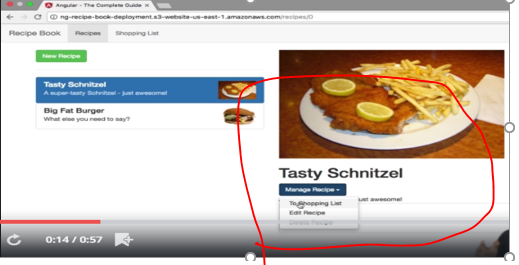 Angular - The Complete Guide
ng-recipe-book-deployment.s3-website-us-east-1.amazonaws.com/recipes/0
Recipe Book Recipes Shopping List
New Recipe
Tasty Schnitzel
A super-tasty Schnitzel - just awesome!
Big Fat Burger
What else you need to say?
Tasty Schnitzel
Manage Recipe
To Shopping List
just awesome!
Edit Recipe
Delete Recipe
0:14 / 0:57